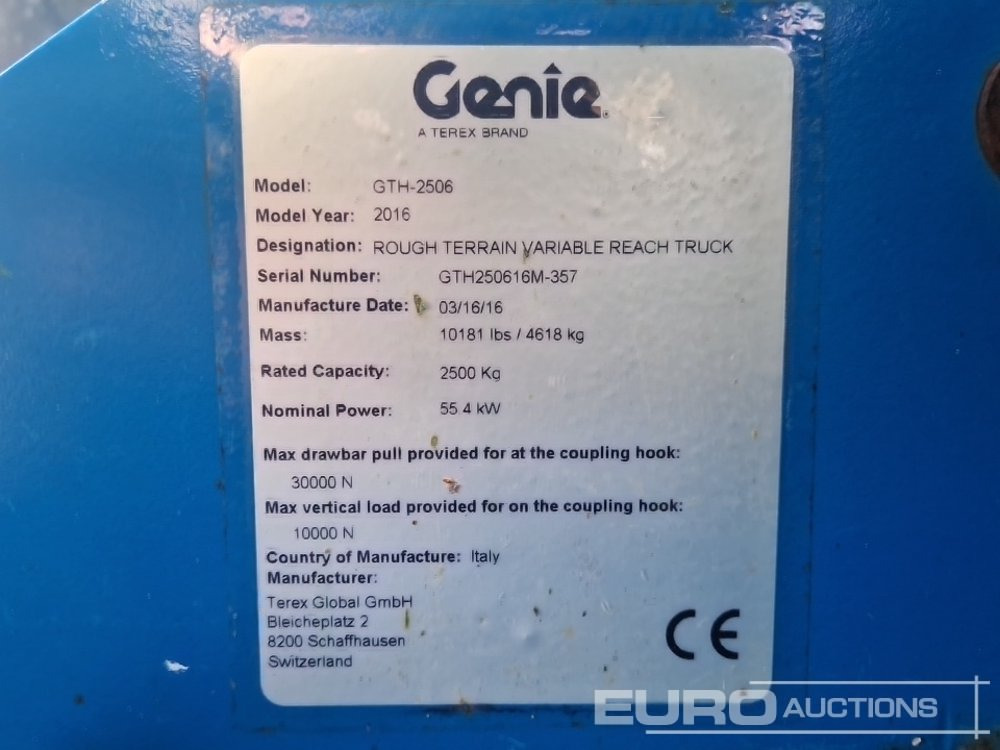 Genie
A TEREX BRAND
Model: GTH-2506
Model Year: 2016
Designation: ROUGH TERRAIN VARIABLE REACH TRUCK
Serial Number: GTH250616M-357
Manufacture Date: 03/16/16
Mass: 10181 lbs / 4618 kg
Rated Capacity: 2500 Kg
Nominal Power: 55.4 kW
Max drawbar pull provided for at the coupling hook:
30000 N
Max vertical load provided for on the coupling hook:
10000 N
Country of Manufacture: Italy
Manufacturer:
Terex Global GmbH
Bleicheplatz 2
8200 Schaffhausen
Switzerland
CE
EURO AUCTIONS